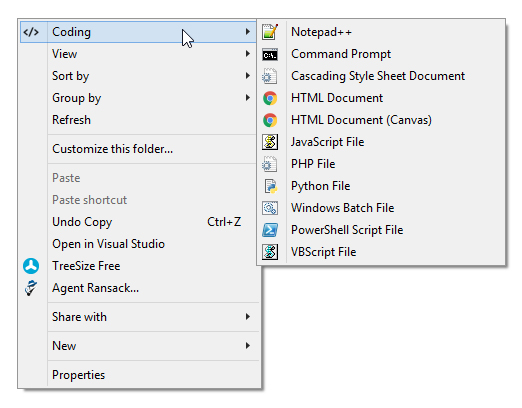 Coding
View
Sort by
Group by
Refresh
Customize this folder...
Paste
Paste shortcut
Undo Copy Ctrl+Z
Open in Visual Studio
TreeSize Free
Agent Ransack...
Share with
New
Properties
Notepad++
Command Prompt
Cascading Style Sheet Document
HTML Document
HTML Document (Canvas)
JavaScript File
PHP File
Python File
Windows Batch File
PowerShell Script File
VBScript File